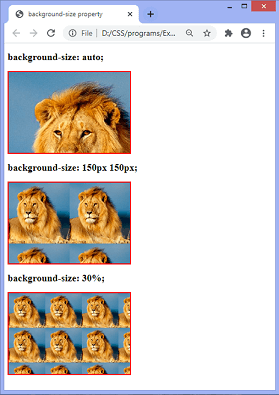 background-size property
File
D:/CSS/programs/Ex...
background-size: auto;
background-size: 150px 150px;
background-size: 30%;